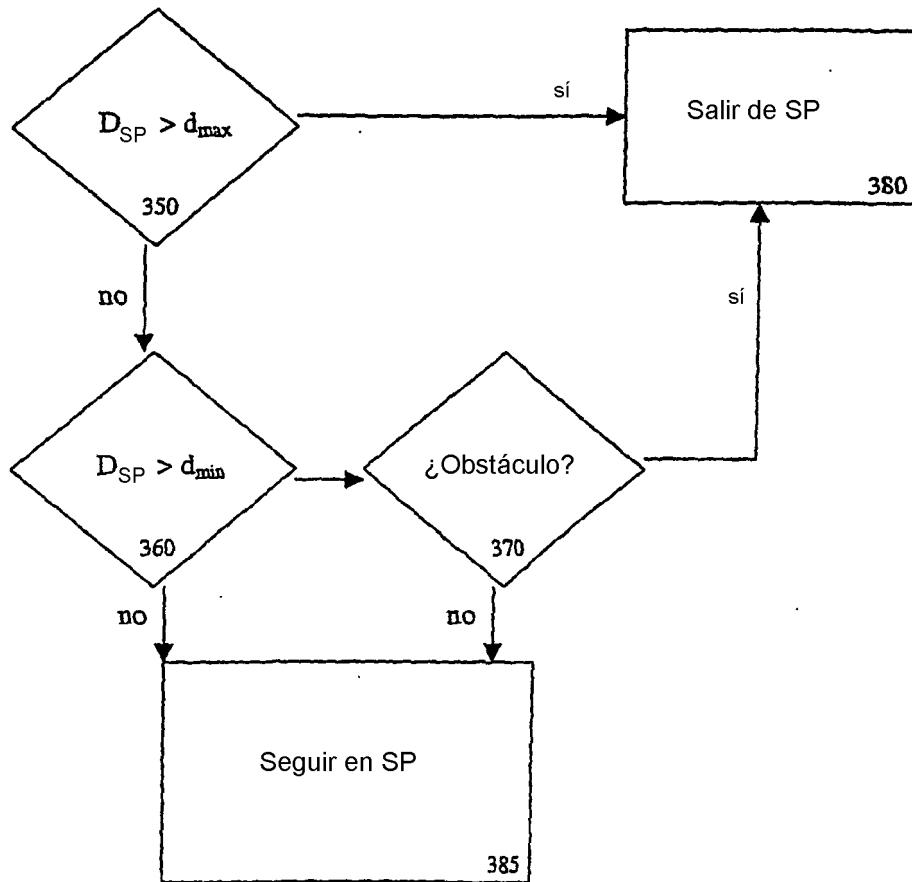 D_SP > d_max
350
sí
Salir de SP
380
no
sí
D_SP > d_min
360
¿Obstáculo?
370
no
no
Seguir en SP
385